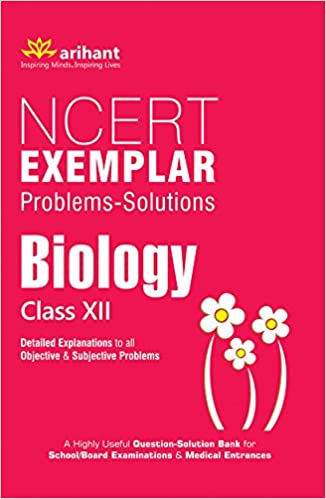 arihant
Inspiring Minds...Inspiring Lives
NCERT
EXEMPLAR
Problems-Solutions
Biology
Class XII
Detailed Explanations to all
Objective & Subjective Problems
A Highly Useful Question-Solution Bank for
School/Board Examinations & Medical Entrances